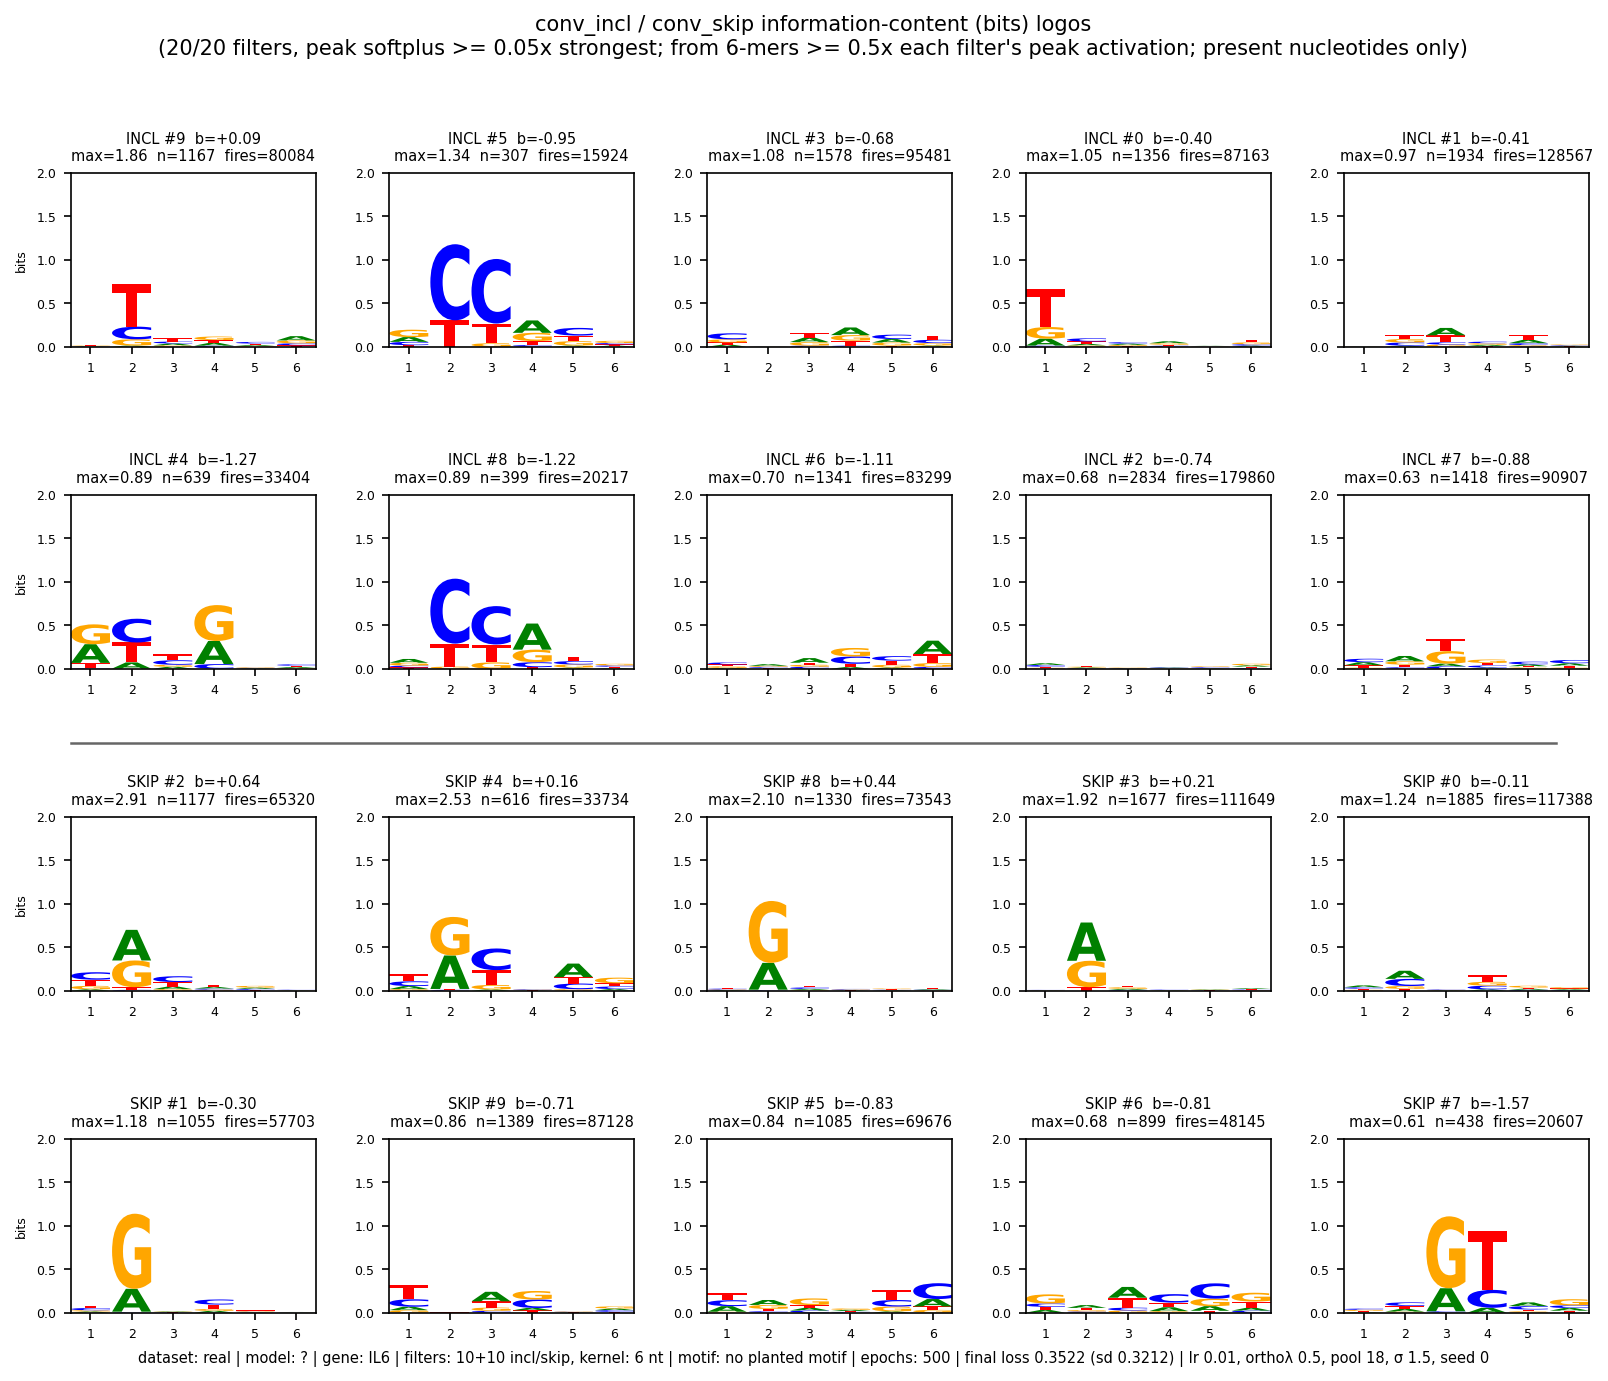 conv_incl / conv_skip information-content (bits) logos
(20/20 filters, peak softplus >= 0.05x strongest; from 6-mers >= 0.5x each filter's peak activation; present nucleotides only)
INCL #9  b=+0.09
max=1.86  n=1167  fires=80084
INCL #5  b=-0.95
max=1.34  n=307  fires=15924
INCL #3  b=-0.68
max=1.08  n=1578  fires=95481
INCL #0  b=-0.40
max=1.05  n=1356  fires=87163
INCL #1  b=-0.41
max=0.97  n=1934  fires=128567
bits
INCL #4  b=-1.27
max=0.89  n=639  fires=33404
INCL #8  b=-1.22
max=0.89  n=399  fires=20217
INCL #6  b=-1.11
max=0.70  n=1341  fires=83299
INCL #2  b=-0.74
max=0.68  n=2834  fires=179860
INCL #7  b=-0.88
max=0.63  n=1418  fires=90907
bits
SKIP #2  b=+0.64
max=2.91  n=1177  fires=65320
SKIP #4  b=+0.16
max=2.53  n=616  fires=33734
SKIP #8  b=+0.44
max=2.10  n=1330  fires=73543
SKIP #3  b=+0.21
max=1.92  n=1677  fires=111649
SKIP #0  b=-0.11
max=1.24  n=1885  fires=117388
bits
SKIP #1  b=-0.30
max=1.18  n=1055  fires=57703
SKIP #9  b=-0.71
max=0.86  n=1389  fires=87128
SKIP #5  b=-0.83
max=0.84  n=1085  fires=69676
SKIP #6  b=-0.81
max=0.68  n=899  fires=48145
SKIP #7  b=-1.57
max=0.61  n=438  fires=20607
bits
dataset: real | model: ? | gene: IL6 | filters: 10+10 incl/skip, kernel: 6 nt | motif: no planted motif | epochs: 500 | final loss 0.3522 (sd 0.3212) | lr 0.01, orthoλ 0.5, pool 18, σ 1.5, seed 0